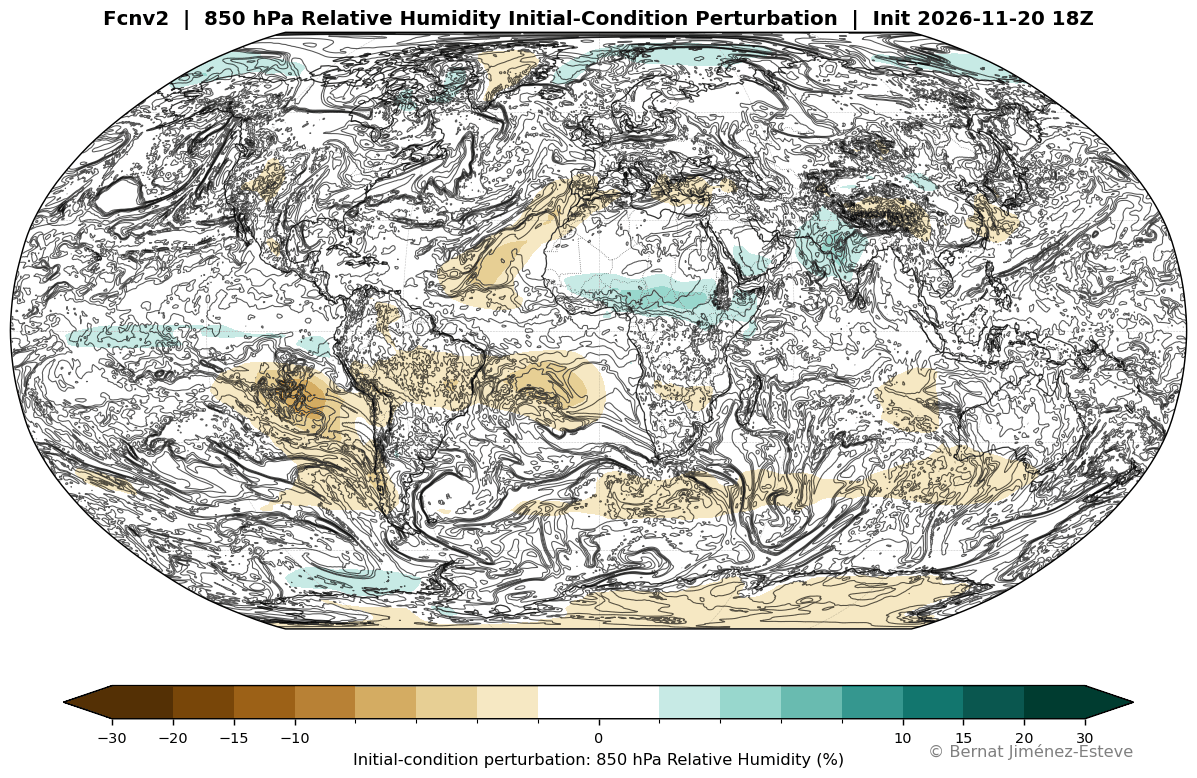 Fcnv2 | 850 hPa Relative Humidity Initial-Condition Perturbation | Init 2026-11-20 18Z
−30 −20 −15 −10 0 10 15 20 30
Initial-condition perturbation: 850 hPa Relative Humidity (%)
© Bernat Jiménez-Esteve